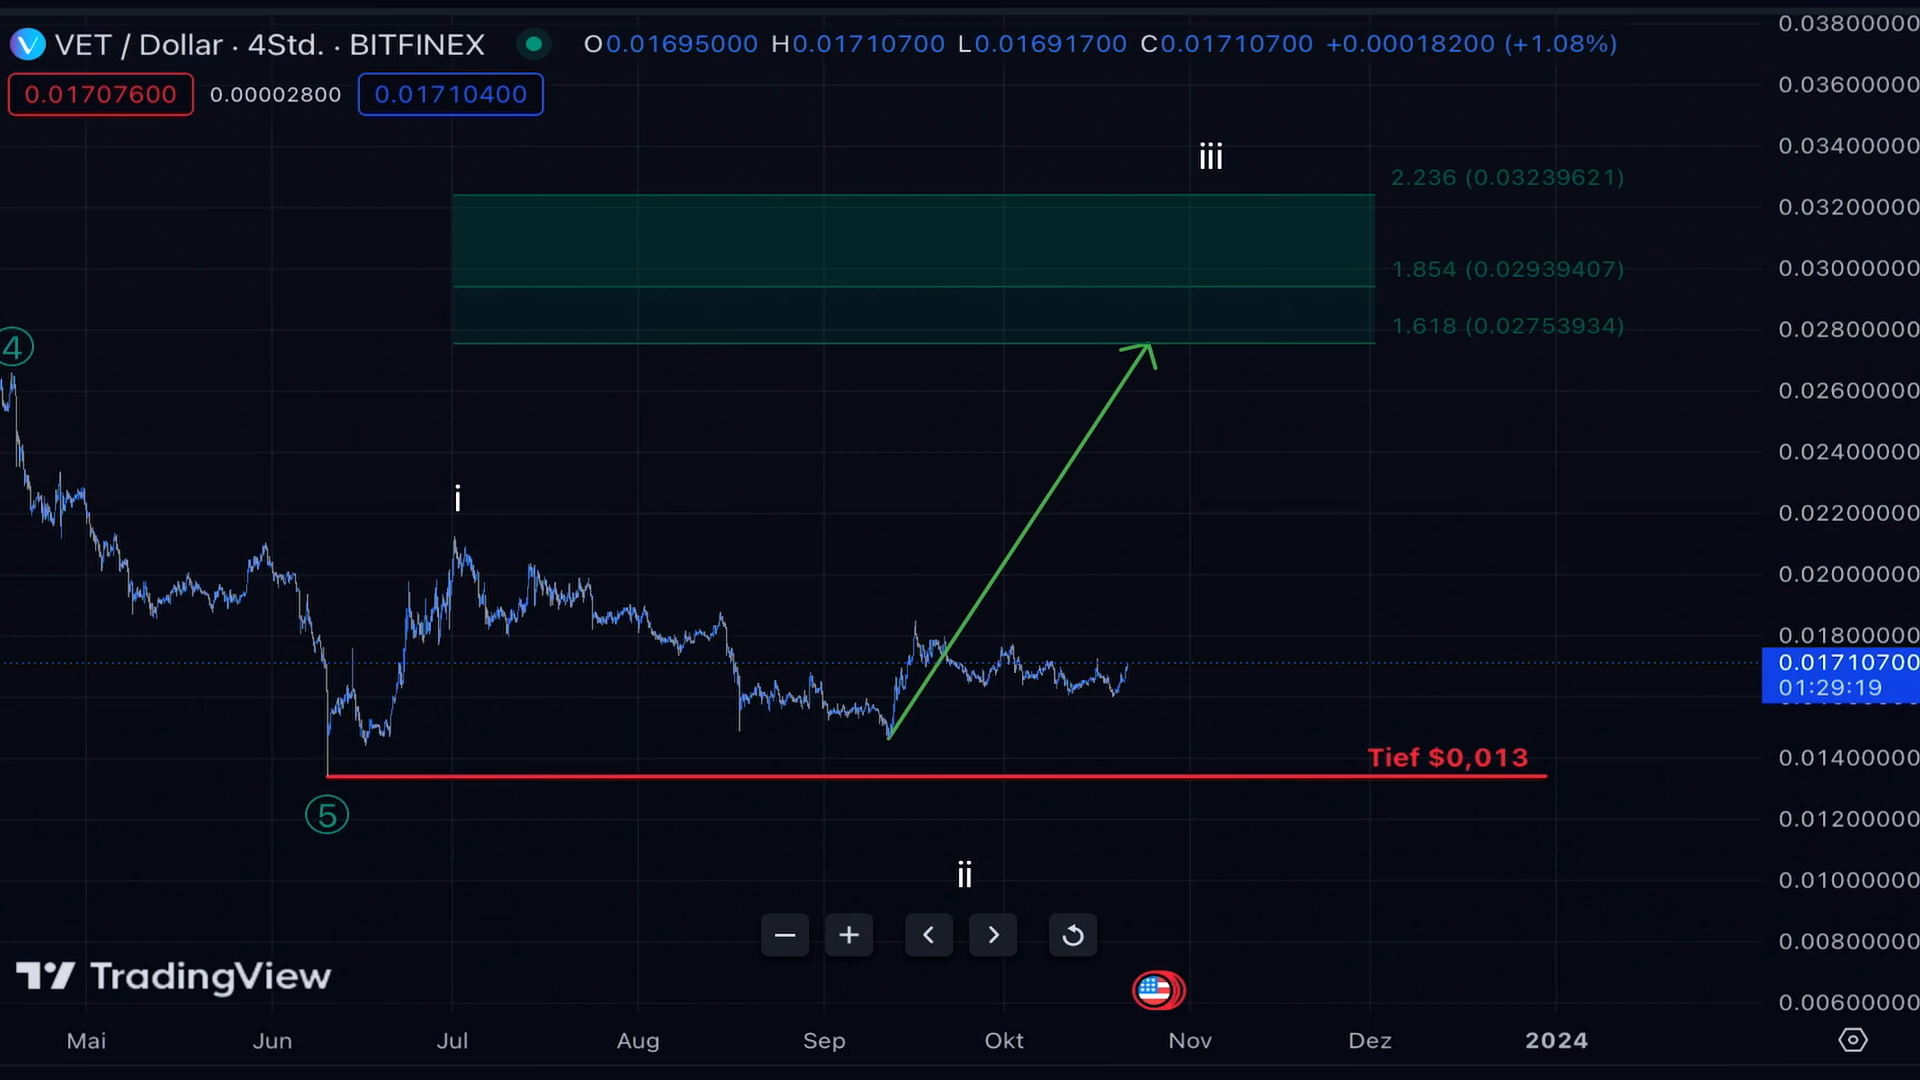 VET / Dollar · 4Std. · BITFINEX O0.01695000 H0.01710700 L0.01691700 C0.01710700 +0.00018200 (+1.08%)
0.01707600 0.00002800 0.01710400
0.03800000
0.03600000
0.03400000
iii
2.236 (0.03239621)
0.03200000
1.854 (0.02939407)
0.03000000
1.618 (0.02753934)
0.02800000
4
0.02600000
0.02400000
i
0.02200000
0.02000000
0.01800000
0.01710700
01:29:19
Tief $0,013
0.01400000
5
0.01200000
ii
0.01000000
0.00800000
TradingView
0.00600000
Mai Jun Jul Aug Sep Okt Nov Dez 2024